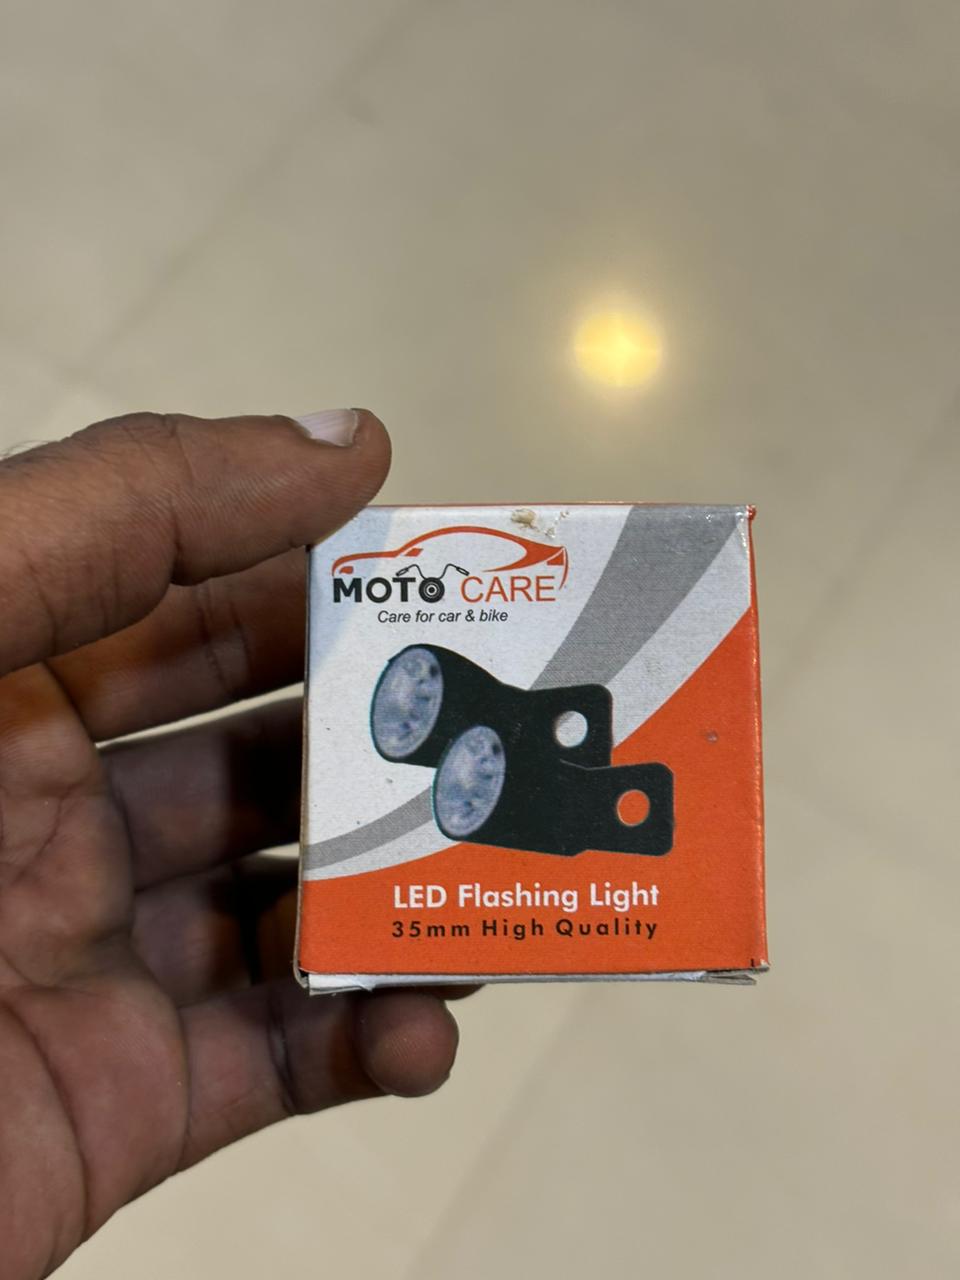 MOTO CARE
Care for car & bike
LED Flashing Light
35mm High Quality